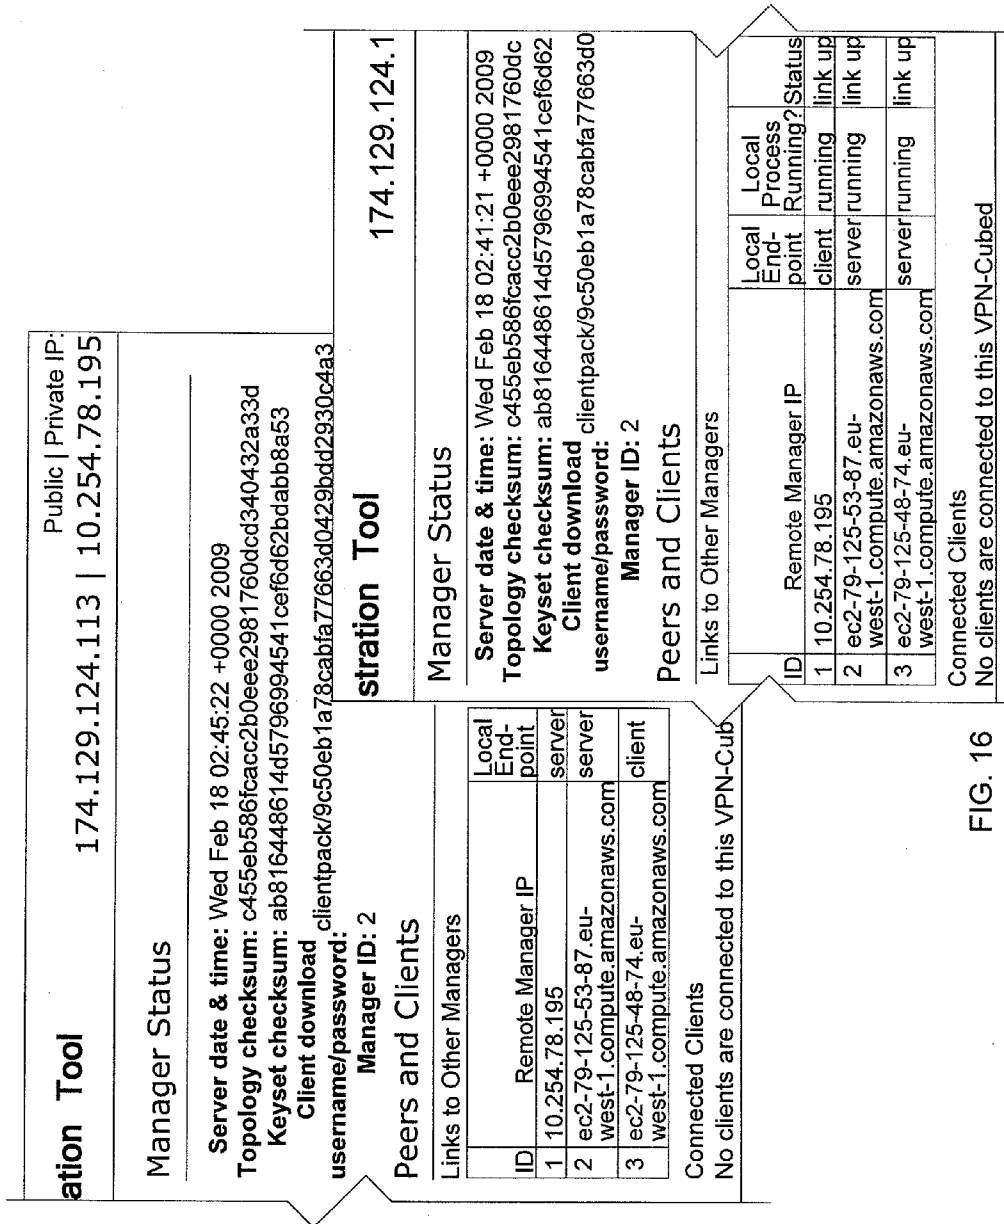 ation Tool
Public | Private IP:
174.129.124.113 | 10.254.78.195
Manager Status
Server date & time: Wed Feb 18 02:45:22 +0000 2009
Topology checksum: c455eb586fcacc2b0eee2981760dcd340432a33d
Keyset checksum: ab816448614d5796994541cef6d62bdabb8a53
Client download
username/password: clientpack/9c50eb1a78cabfa77663d0429bdd2930c4a3
Manager ID: 2
Peers and Clients
Links to Other Managers
ID Remote Manager IP Local End-point
1 10.254.78.195 server
2 ec2-79-125-53-87.eu-
west-1.compute.amazonaws.com server
3 ec2-79-125-48-74.eu-
west-1.compute.amazonaws.com client
Connected Clients
No clients are connected to this VPN-Cub
stration Tool
174.129.124.1
Manager Status
Server date & time: Wed Feb 18 02:41:21 +0000 2009
Topology checksum: c455eb586fcacc2b0eee2981760dc
Keyset checksum: ab816448614d5796994541cef6d62
Client download
username/password: clientpack/9c50eb1a78cabfa77663d0
Manager ID: 2
Peers and Clients
Links to Other Managers
ID Remote Manager IP Local End-point Local Process Running? Status
1 10.254.78.195 client running link up
2 ec2-79-125-53-87.eu-
west-1.compute.amazonaws.com server running link up
3 ec2-79-125-48-74.eu-
west-1.compute.amazonaws.com server running link up
Connected Clients
No clients are connected to this VPN-Cubed
FIG. 16